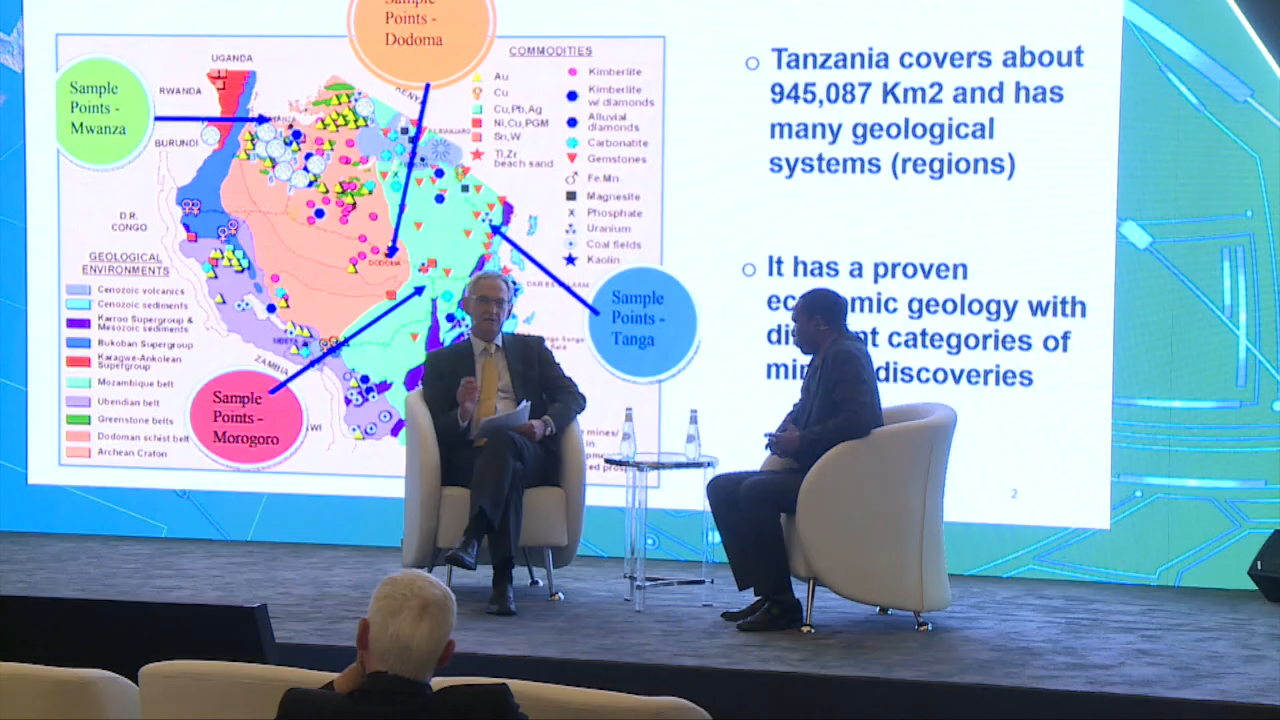 Sample
Points -
Dodoma
Sample
Points -
Mwanza
UGANDA
RWANDA
BURUNDI
D.R.
CONGO
ZAMBIA
DODOMA
COMMODITIES
Au
Cu
Cu,Pb,Ag
Ni,Cu,PGM
Sn,W
Ti,Zr
beach sand
Kimberlite
Kimberlite
w/ diamonds
Alluvial
diamonds
Carbonatite
Gemstones
Fe,Mn
Magnesite
Phosphate
Uranium
Coal fields
Kaolin
GEOLOGICAL
ENVIRONMENTS
Cenozoic volcanics
Cenozoic sediments
Karroo Supergroup &
Mesozoic sediments
Bukoban Supergroup
Karagwe-Ankolean
Supergroup
Mozambique belt
Ubendian belt
Greenstone belts
Dodoman schist belt
Archean Craton
Sample
Points -
Tanga
Sample
Points -
Morogoro
Tanzania covers about
945,087 Km2 and has
many geological
systems (regions)
It has a proven
geology with
categories of
discoveries
2